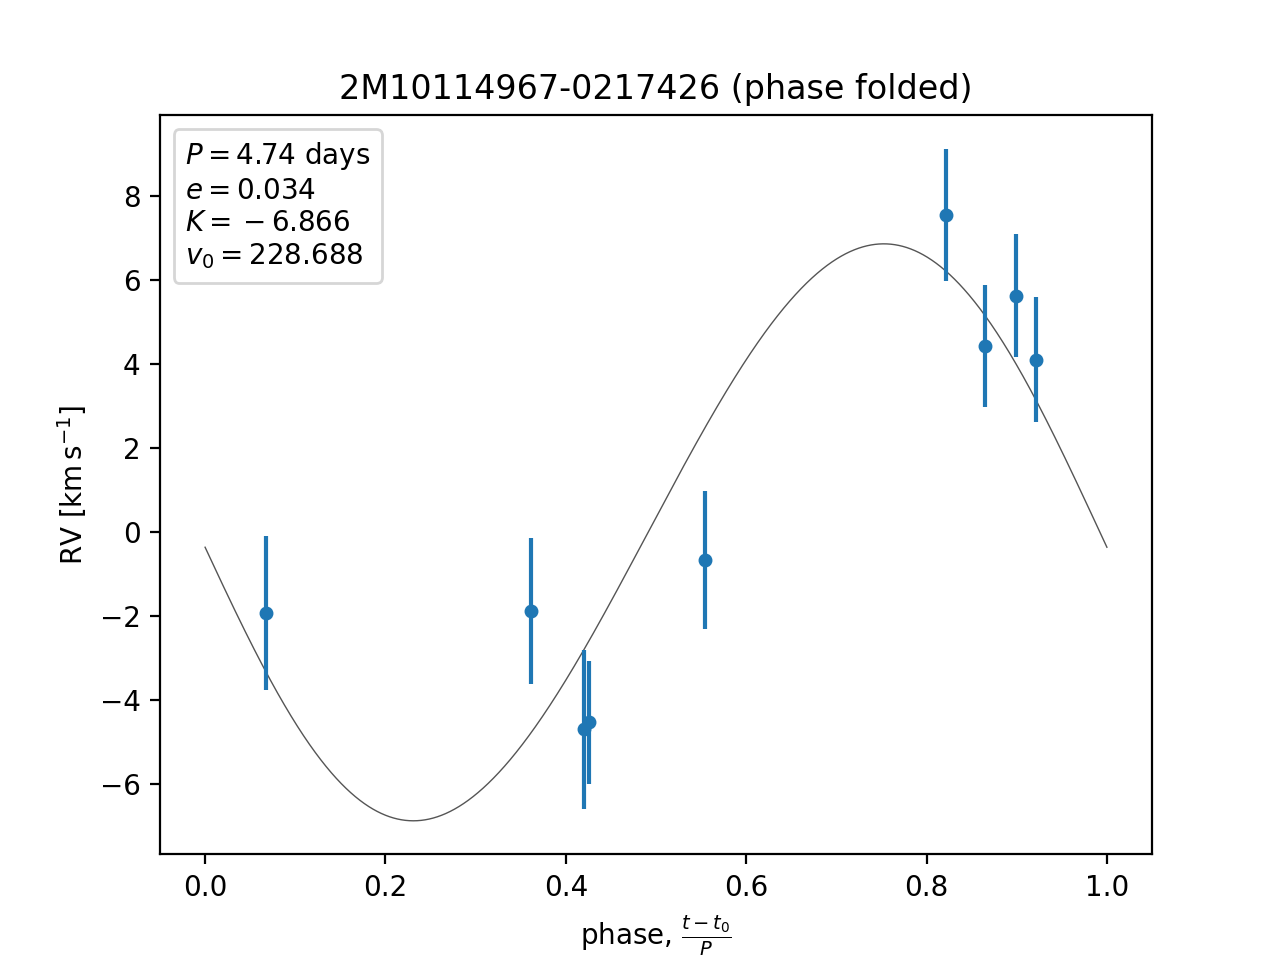 2M10114967-0217426 (phase folded)
P = 4.74 days
e = 0.034
K = −6.866
v₀ = 228.688
8
6
4
2
0
−2
−4
−6
RV [km s⁻¹]
0.0 0.2 0.4 0.6 0.8 1.0
phase, (t − t₀)/P